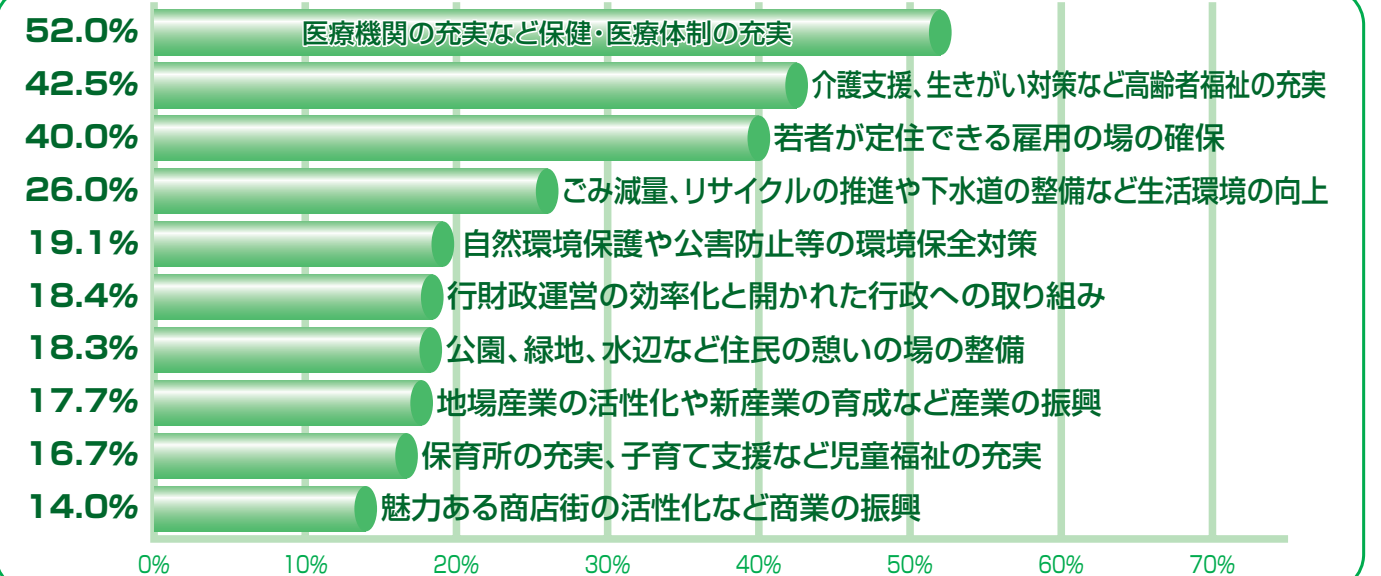 52.0% 医療機関の充実など保健・医療体制の充実
42.5% 介護支援、生きがい対策など高齢者福祉の充実
40.0% 若者が定住できる雇用の場の確保
26.0% ごみ減量、リサイクルの推進や下水道の整備など生活環境の向上
19.1% 自然環境保護や公害防止等の環境保全対策
18.4% 行財政運営の効率化と開かれた行政への取り組み
18.3% 公園、緑地、水辺など住民の憩いの場の整備
17.7% 地場産業の活性化や新産業の育成など産業の振興
16.7% 保育所の充実、子育て支援など児童福祉の充実
14.0% 魅力ある商店街の活性化など商業の振興
0% 10% 20% 30% 40% 50% 60% 70%